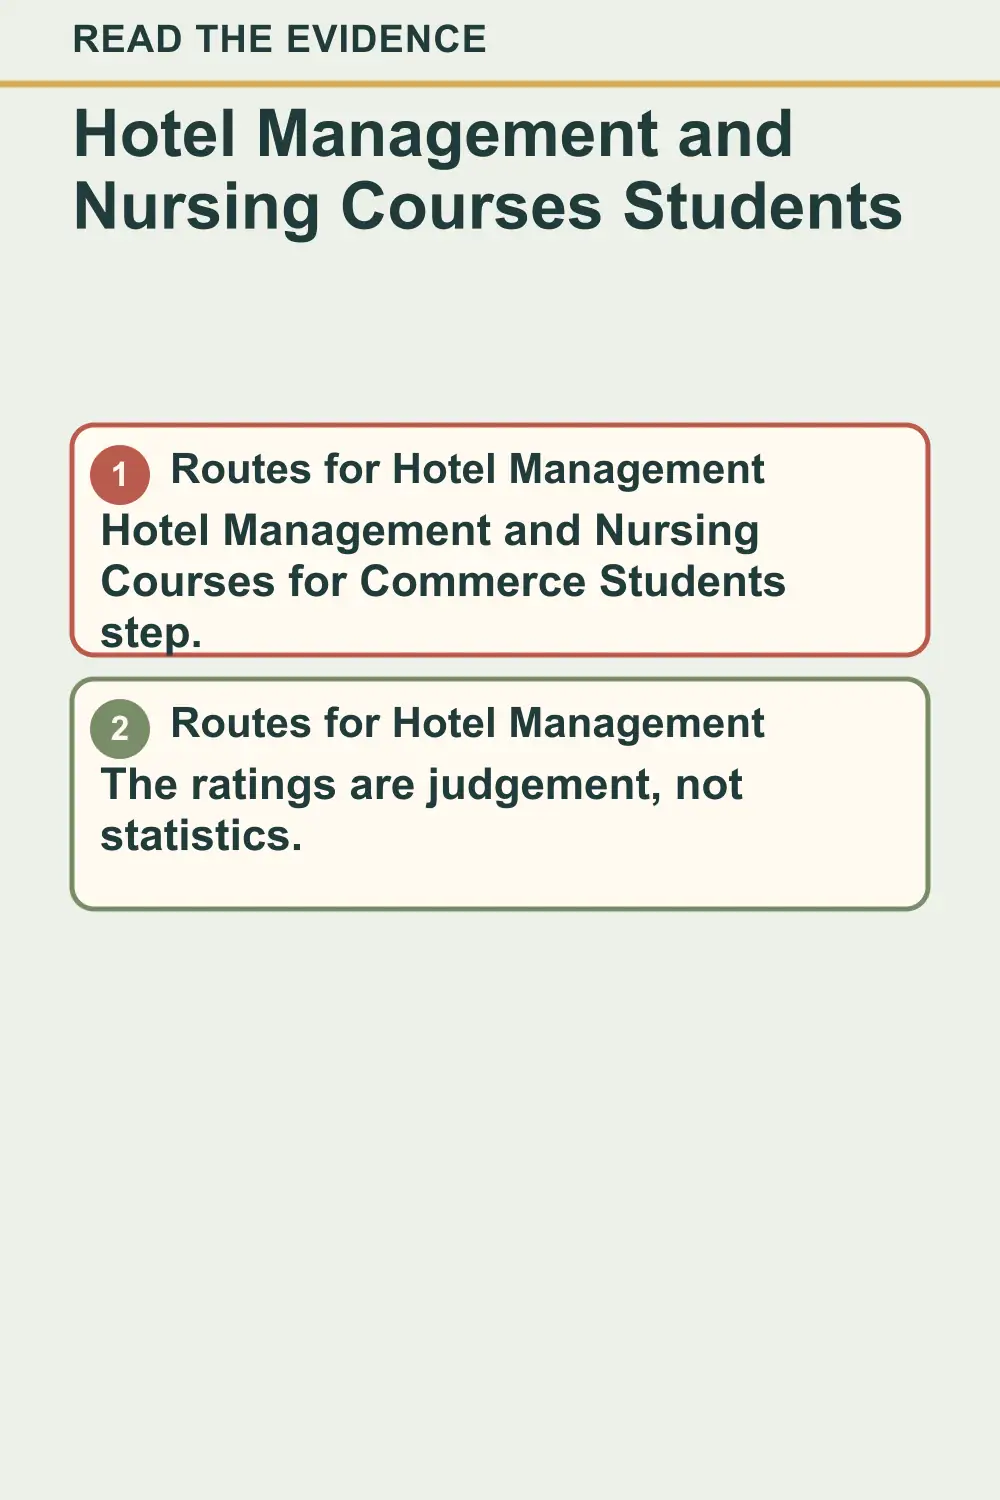 READ THE EVIDENCE
Hotel Management and
Nursing Courses Students
1
Routes for Hotel Management
Hotel Management and Nursing
Courses for Commerce Students
step.
2
Routes for Hotel Management
The ratings are judgement, not
statistics.